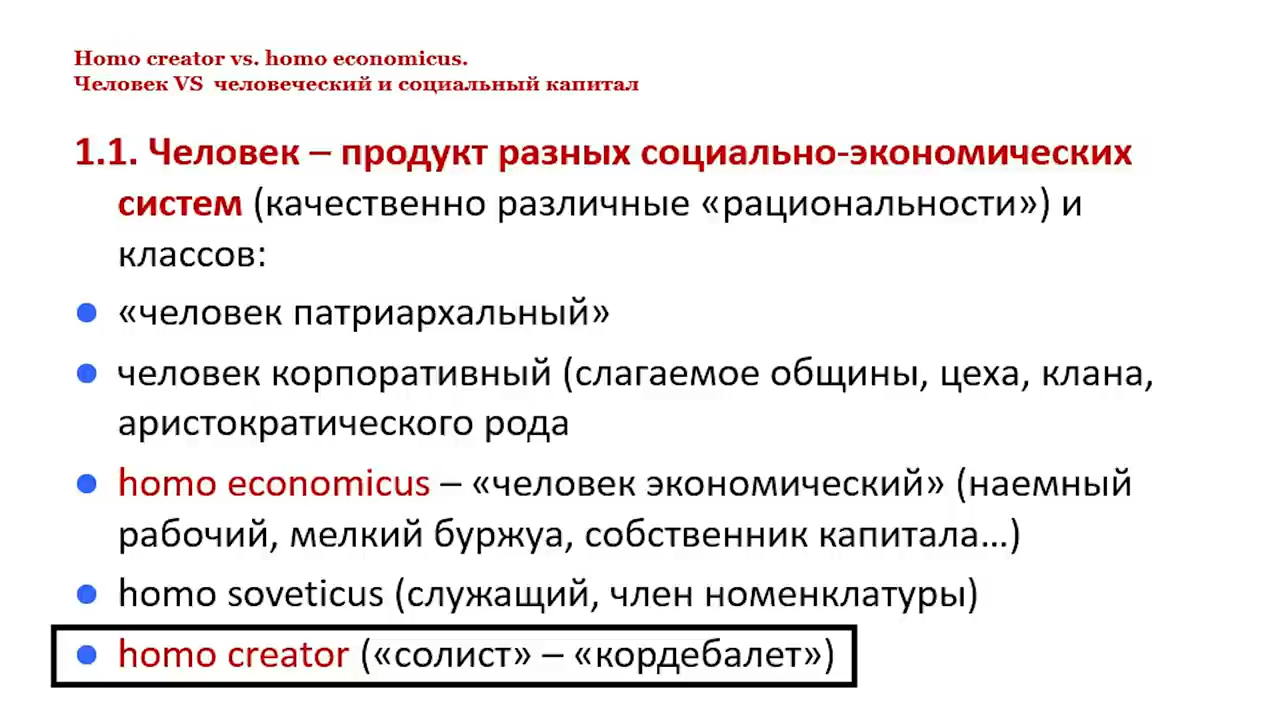 Homo creator vs. homo economicus.
Человек VS человеческий и социальный капитал
1.1. Человек – продукт разных социально-экономических
систем (качественно различные «рациональности») и
классов:
● «человек патриархальный»
● человек корпоративный (слагаемое общины, цеха, клана,
аристократического рода
● homo economicus – «человек экономический» (наемный
рабочий, мелкий буржуа, собственник капитала…)
● homo soveticus (служащий, член номенклатуры)
● homo creator («солист» – «кордебалет»)